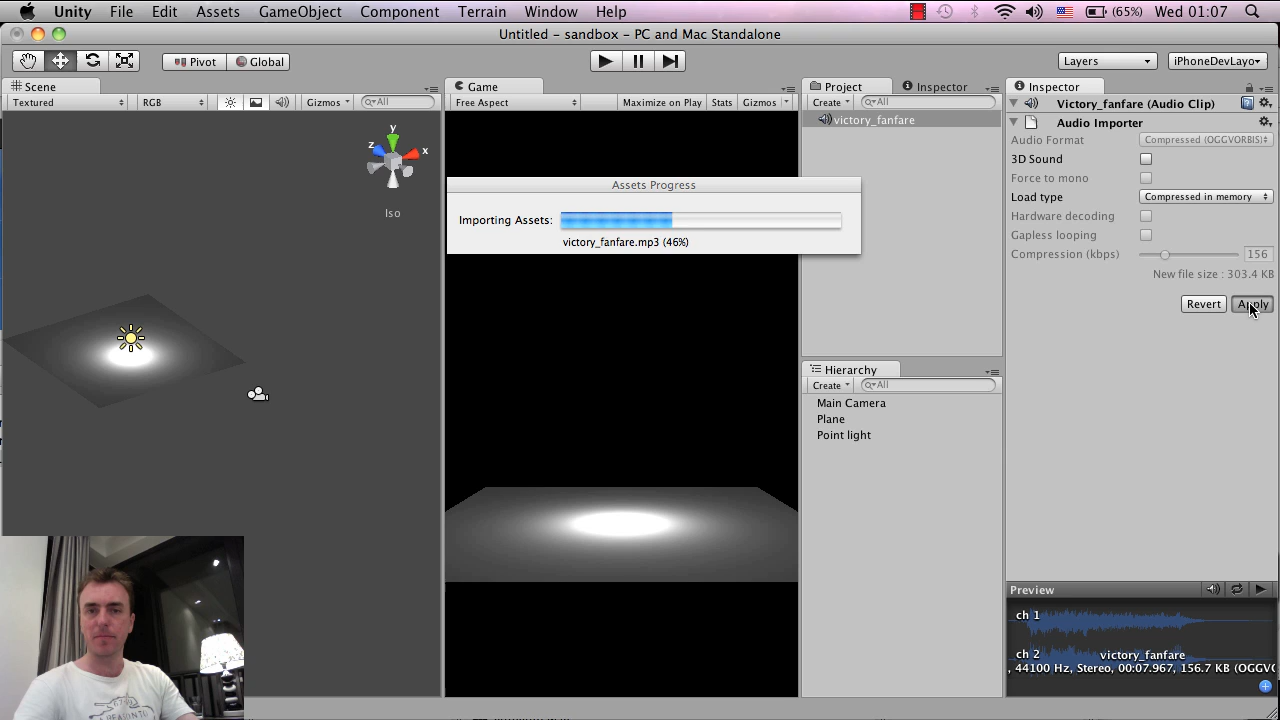 Unity File Edit Assets GameObject Component Terrain Window Help (65%) Wed 01:07
Untitled – sandbox – PC and Mac Standalone
Pivot Global Layers iPhoneDevLayo
Scene
Textured RGB Gizmos All
y
z x
Iso
Game
Free Aspect Maximize on Play Stats Gizmos
Assets Progress
Importing Assets:
victory_fanfare.mp3 (46%)
Project Inspector
Create All
victory_fanfare
Hierarchy
Create All
Main Camera
Plane
Point light
Inspector
Victory_fanfare (Audio Clip)
Audio Importer
Audio Format Compressed (OGGVORBIS)
3D Sound
Force to mono
Load type Compressed in memory
Hardware decoding
Gapless looping
Compression (kbps) 156
New file size : 303.4 KB
Revert Apply
Preview
ch 1
ch 2 victory_fanfare
, 44100 Hz, Stereo, 00:07.967, 156.7 KB (OGGVO